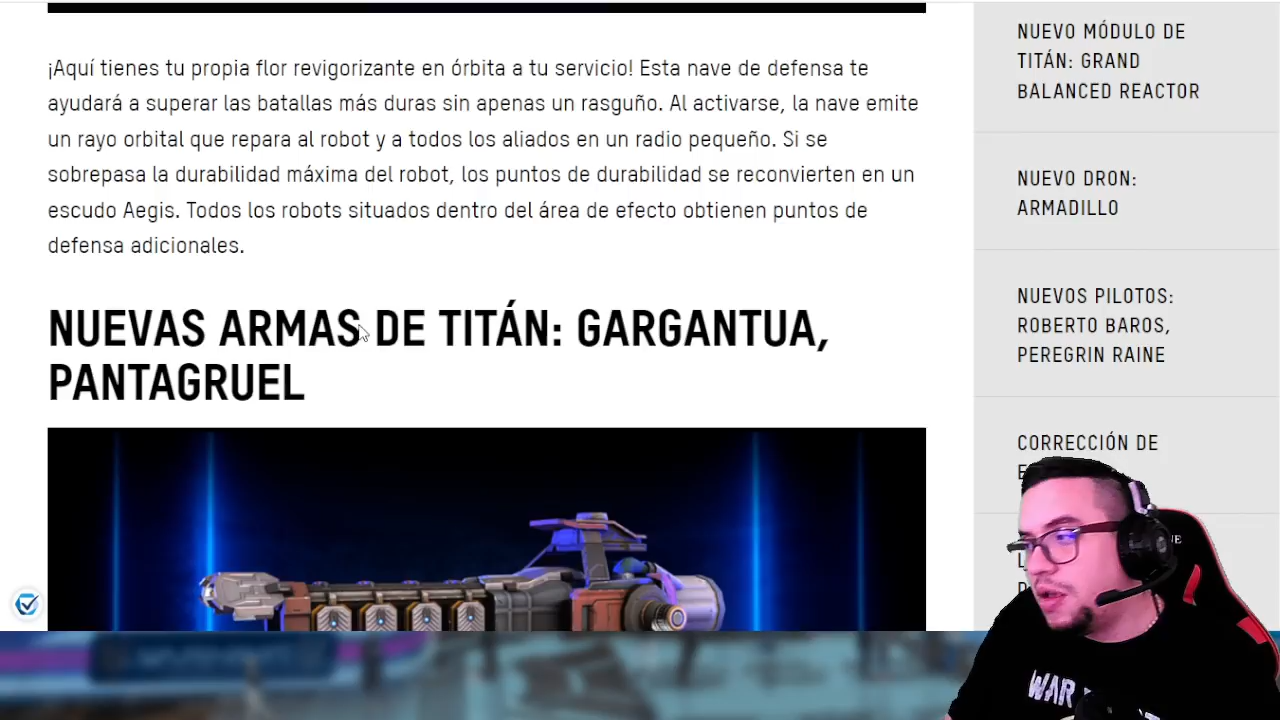 ¡Aquí tienes tu propia flor revigorizante en órbita a tu servicio! Esta nave de defensa te
ayudará a superar las batallas más duras sin apenas un rasguño. Al activarse, la nave emite
un rayo orbital que repara al robot y a todos los aliados en un radio pequeño. Si se
sobrepasa la durabilidad máxima del robot, los puntos de durabilidad se reconvierten en un
escudo Aegis. Todos los robots situados dentro del área de efecto obtienen puntos de
defensa adicionales.
NUEVAS ARMAS DE TITÁN: GARGANTUA,
PANTAGRUEL
NUEVO MÓDULO DE
TITÁN: GRAND
BALANCED REACTOR
NUEVO DRON:
ARMADILLO
NUEVOS PILOTOS:
ROBERTO BAROS,
PEREGRIN RAINE
CORRECCIÓN DE
WAR